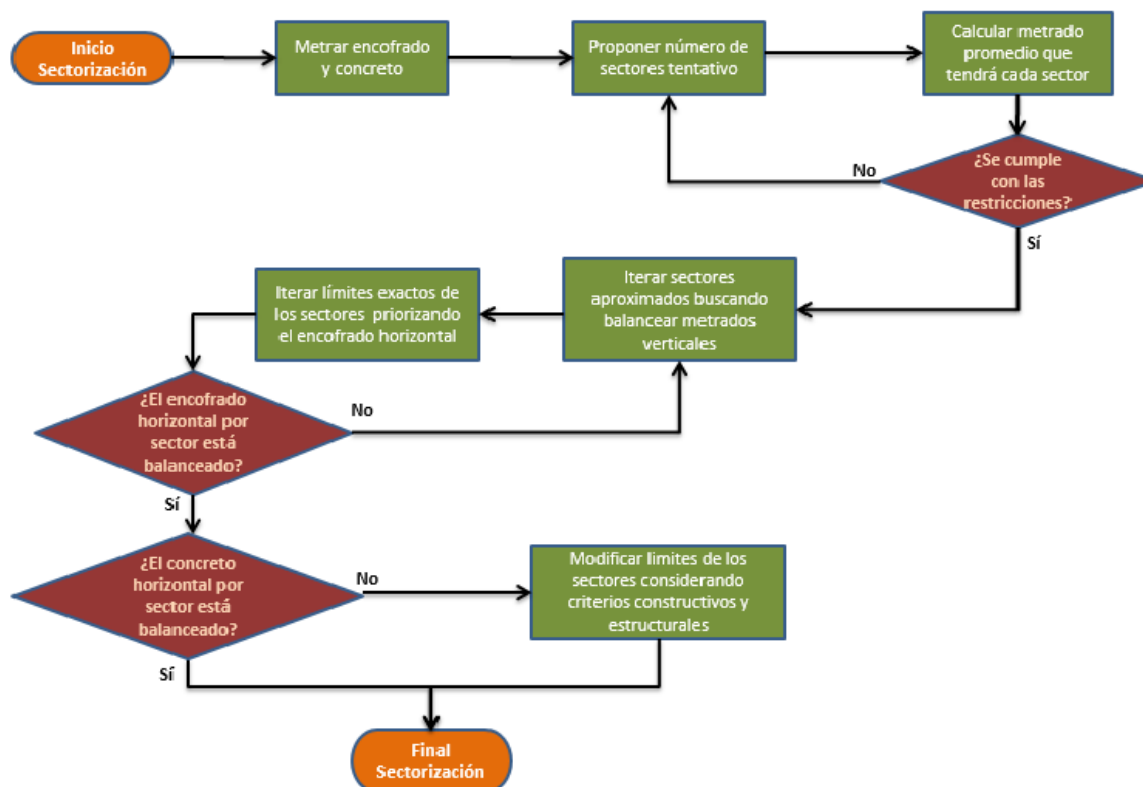 Inicio
Sectorización
Metrar encofrado
y concreto
Proponer número de
sectores tentativo
Calcular metrado
promedio que
tendrá cada sector
¿Se cumple
con las
restricciones?
No
Sí
Iterar sectores
aproximados buscando
balancear metrados
verticales
Iterar límites exactos de
los sectores priorizando
el encofrado horizontal
¿El encofrado
horizontal por
sector está
balanceado?
No
Sí
¿El concreto
horizontal por
sector está
balanceado?
No
Modificar límites de los
sectores considerando
criterios constructivos y
estructurales
Sí
Final
Sectorización